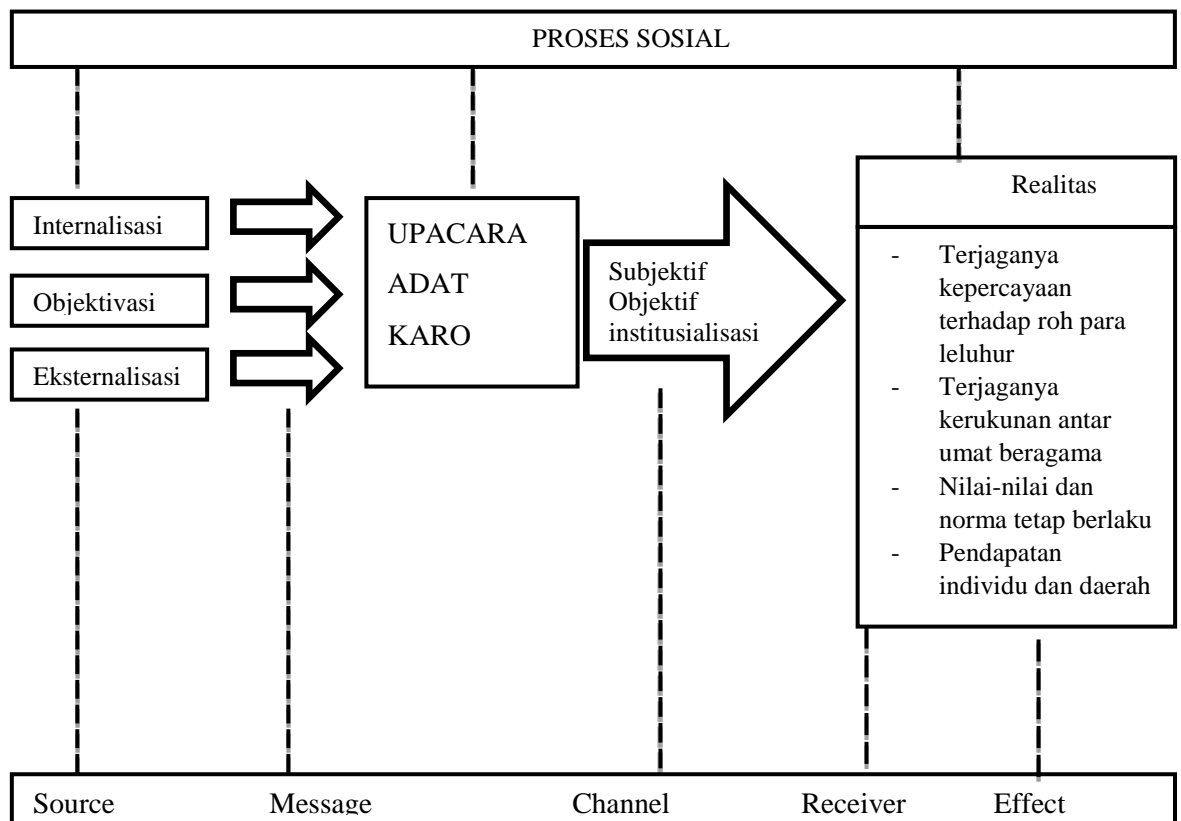 PROSES SOSIAL
Internalisasi
Objektivasi
Eksternalisasi
UPACARA
ADAT
KARO
Subjektif
Objektif
institusialisasi
Realitas
- Terjaganya
kepercayaan
terhadap roh para
leluhur
- Terjaganya
kerukunan antar
umat beragama
- Nilai-nilai dan
norma tetap berlaku
- Pendapatan
individu dan daerah
Source Message Channel Receiver Effect